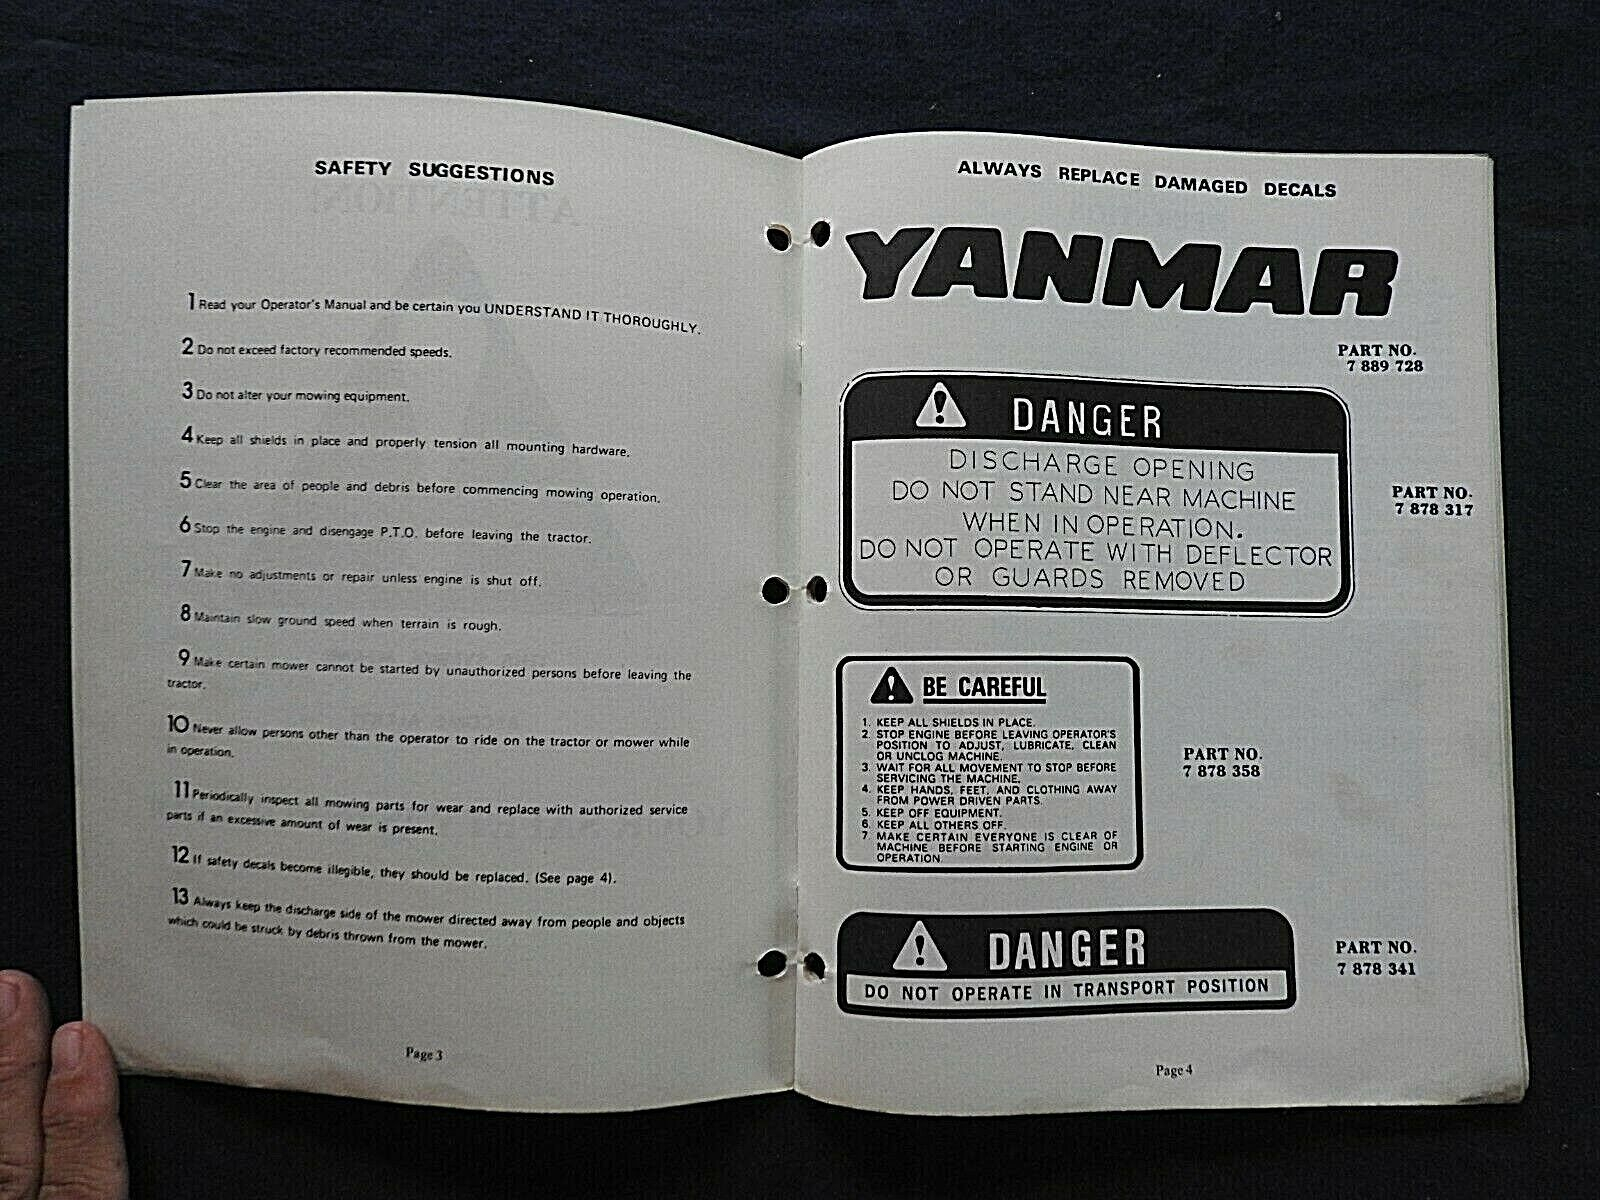 SAFETY SUGGESTIONS
1 Read your Operator's Manual and be certain you UNDERSTAND IT THOROUGHLY.
2 Do not exceed factory recommended speeds.
3 Do not alter your mowing equipment.
4 Keep all shields in place and properly tension all mounting hardware.
5 Clear the area of people and debris before commencing mowing operation.
6 Stop the engine and disengage P.T.O. before leaving the tractor.
7 Make no adjustments or repair unless engine is shut off.
8 Maintain slow ground speed when terrain is rough.
9 Make certain mower cannot be started by unauthorized persons before leaving the
tractor.
10 Never allow persons other than the operator to ride on the tractor or mower while
in operation.
11 Periodically inspect all mowing parts for wear and replace with authorized service
parts if an excessive amount of wear is present.
12 If safety decals become illegible, they should be replaced. (See page 4).
13 Always keep the discharge side of the mower directed away from people and objects
which could be struck by debris thrown from the mower.
Page 3
ALWAYS REPLACE DAMAGED DECALS
YANMAR
PART NO.
7 889 728
DANGER
DISCHARGE OPENING
DO NOT STAND NEAR MACHINE
WHEN IN OPERATION.
DO NOT OPERATE WITH DEFLECTOR
OR GUARDS REMOVED
PART NO.
7 878 317
BE CAREFUL
1. KEEP ALL SHIELDS IN PLACE.
2. STOP ENGINE BEFORE LEAVING OPERATOR'S
POSITION TO ADJUST, LUBRICATE, CLEAN
OR UNCLOG MACHINE.
3. WAIT FOR ALL MOVEMENT TO STOP BEFORE
SERVICING THE MACHINE.
4. KEEP HANDS, FEET, AND CLOTHING AWAY
FROM POWER DRIVEN PARTS.
5. KEEP OFF EQUIPMENT.
6. KEEP ALL OTHERS OFF.
7. MAKE CERTAIN EVERYONE IS CLEAR OF
MACHINE BEFORE STARTING ENGINE OR
OPERATION.
PART NO.
7 878 358
DANGER
DO NOT OPERATE IN TRANSPORT POSITION
PART NO.
7 878 341
Page 4